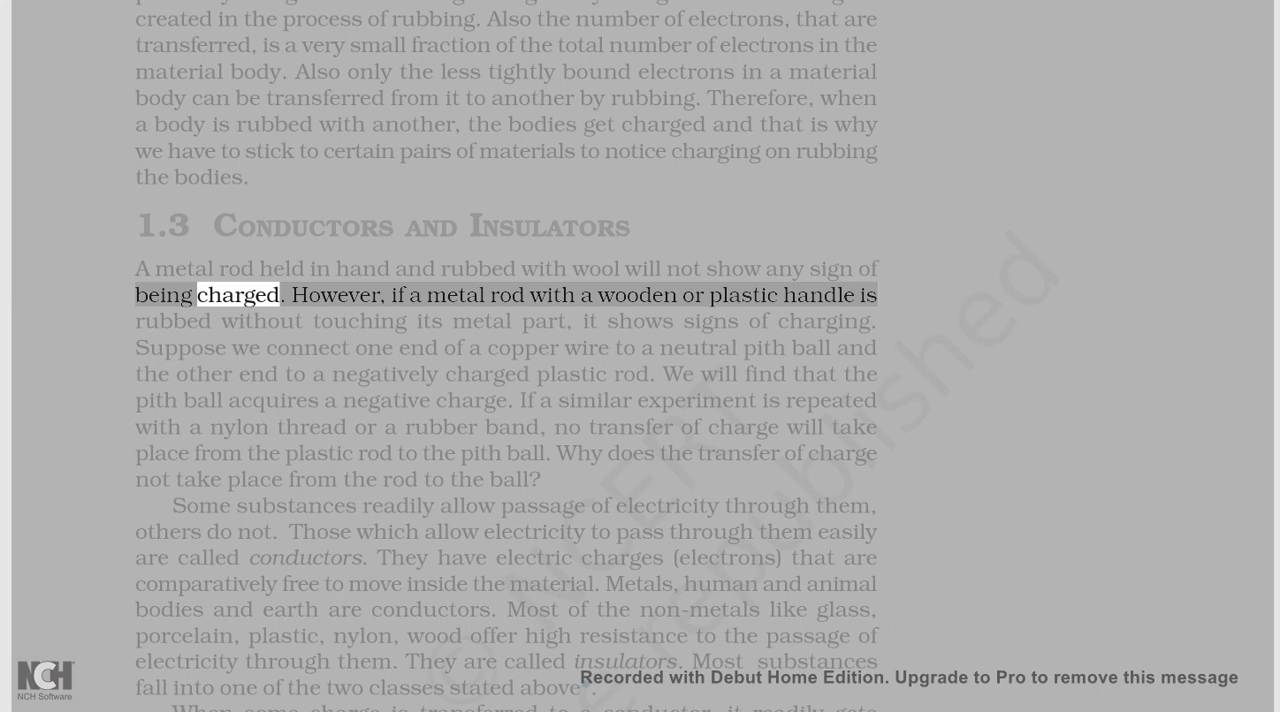 created in the process of rubbing. Also the number of electrons, that are
transferred, is a very small fraction of the total number of electrons in the
material body. Also only the less tightly bound electrons in a material
body can be transferred from it to another by rubbing. Therefore, when
a body is rubbed with another, the bodies get charged and that is why
we have to stick to certain pairs of materials to notice charging on rubbing
the bodies.
1.3 CONDUCTORS AND INSULATORS
A metal rod held in hand and rubbed with wool will not show any sign of
being charged. However, if a metal rod with a wooden or plastic handle is
rubbed without touching its metal part, it shows signs of charging.
Suppose we connect one end of a copper wire to a neutral pith ball and
the other end to a negatively charged plastic rod. We will find that the
pith ball acquires a negative charge. If a similar experiment is repeated
with a nylon thread or a rubber band, no transfer of charge will take
place from the plastic rod to the pith ball. Why does the transfer of charge
not take place from the rod to the ball?
Some substances readily allow passage of electricity through them,
others do not. Those which allow electricity to pass through them easily
are called conductors. They have electric charges (electrons) that are
comparatively free to move inside the material. Metals, human and animal
bodies and earth are conductors. Most of the non-metals like glass,
porcelain, plastic, nylon, wood offer high resistance to the passage of
electricity through them. They are called insulators. Most substances
fall into one of the two classes stated above*.
When some charge is transferred to a conductor, it readily gets
© NCERT
republished
NCH
NCH Software
Recorded with Debut Home Edition. Upgrade to Pro to remove this message